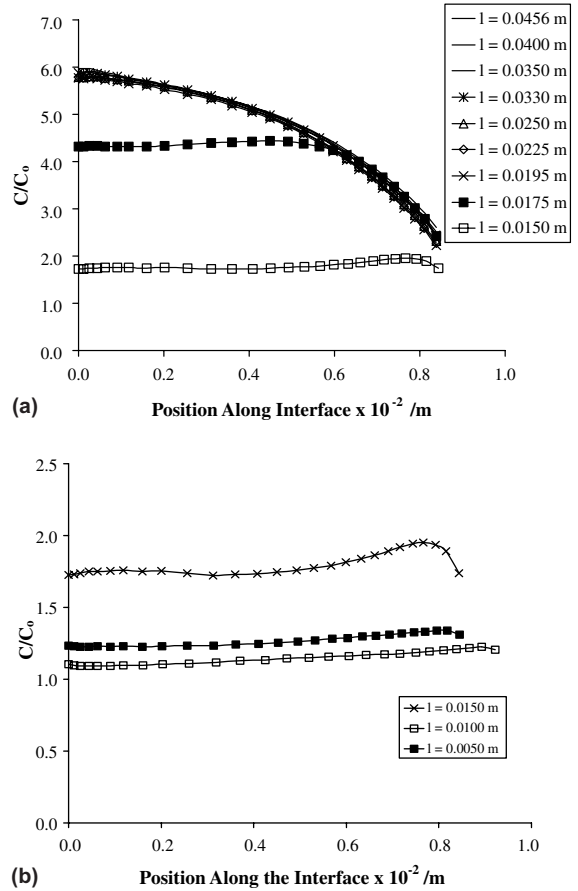 7.0
6.0
5.0
4.0
3.0
2.0
1.0
0.0
C/Cₒ
0.0 0.2 0.4 0.6 0.8 1.0
Position Along Interface x 10⁻² /m
(a)
l = 0.0456 m
l = 0.0400 m
l = 0.0350 m
l = 0.0330 m
l = 0.0250 m
l = 0.0225 m
l = 0.0195 m
l = 0.0175 m
l = 0.0150 m
2.5
2.0
1.5
1.0
0.5
0.0
C/Cₒ
0.0 0.2 0.4 0.6 0.8 1.0
l = 0.0150 m
l = 0.0100 m
l = 0.0050 m
(b)
Position Along the Interface x 10⁻² /m